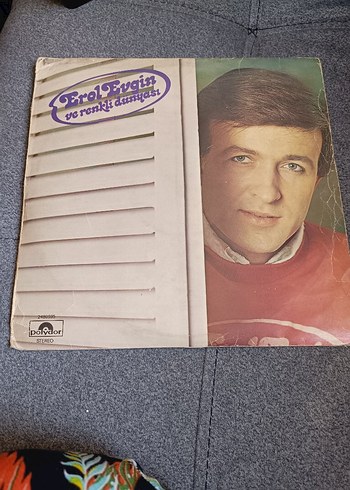 Erol Evgin
ve renkli dünyası
polydor
STEREO